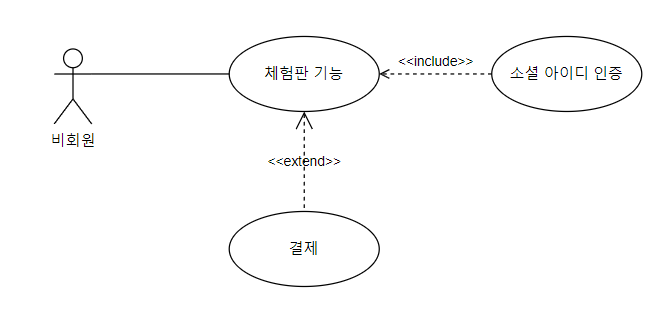 <<include>>
체험판 기능
소셜 아이디 인증
비회원
<<extend>>
결제